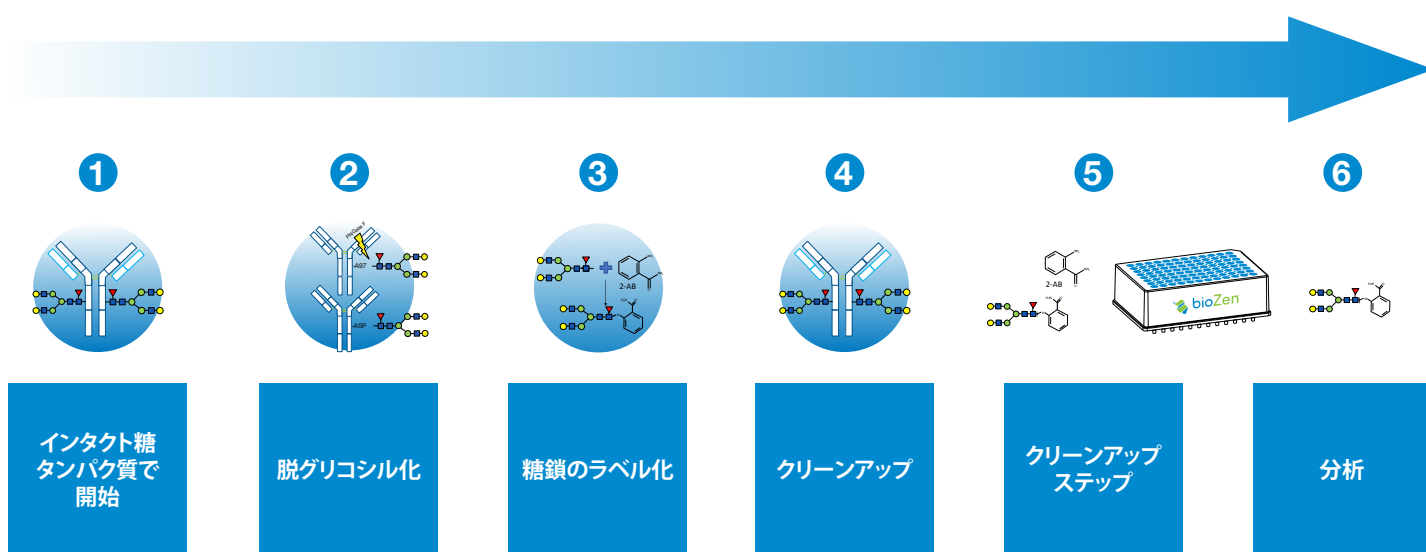 1
2
3
4
5
6
PNGase F
-A97
-ASP
2-AB
2-AB
bioZen
インタクト糖
タンパク質で
開始
脱グリコシル化
糖鎖のラベル化
クリーンアップ
クリーンアップ
ステップ
分析